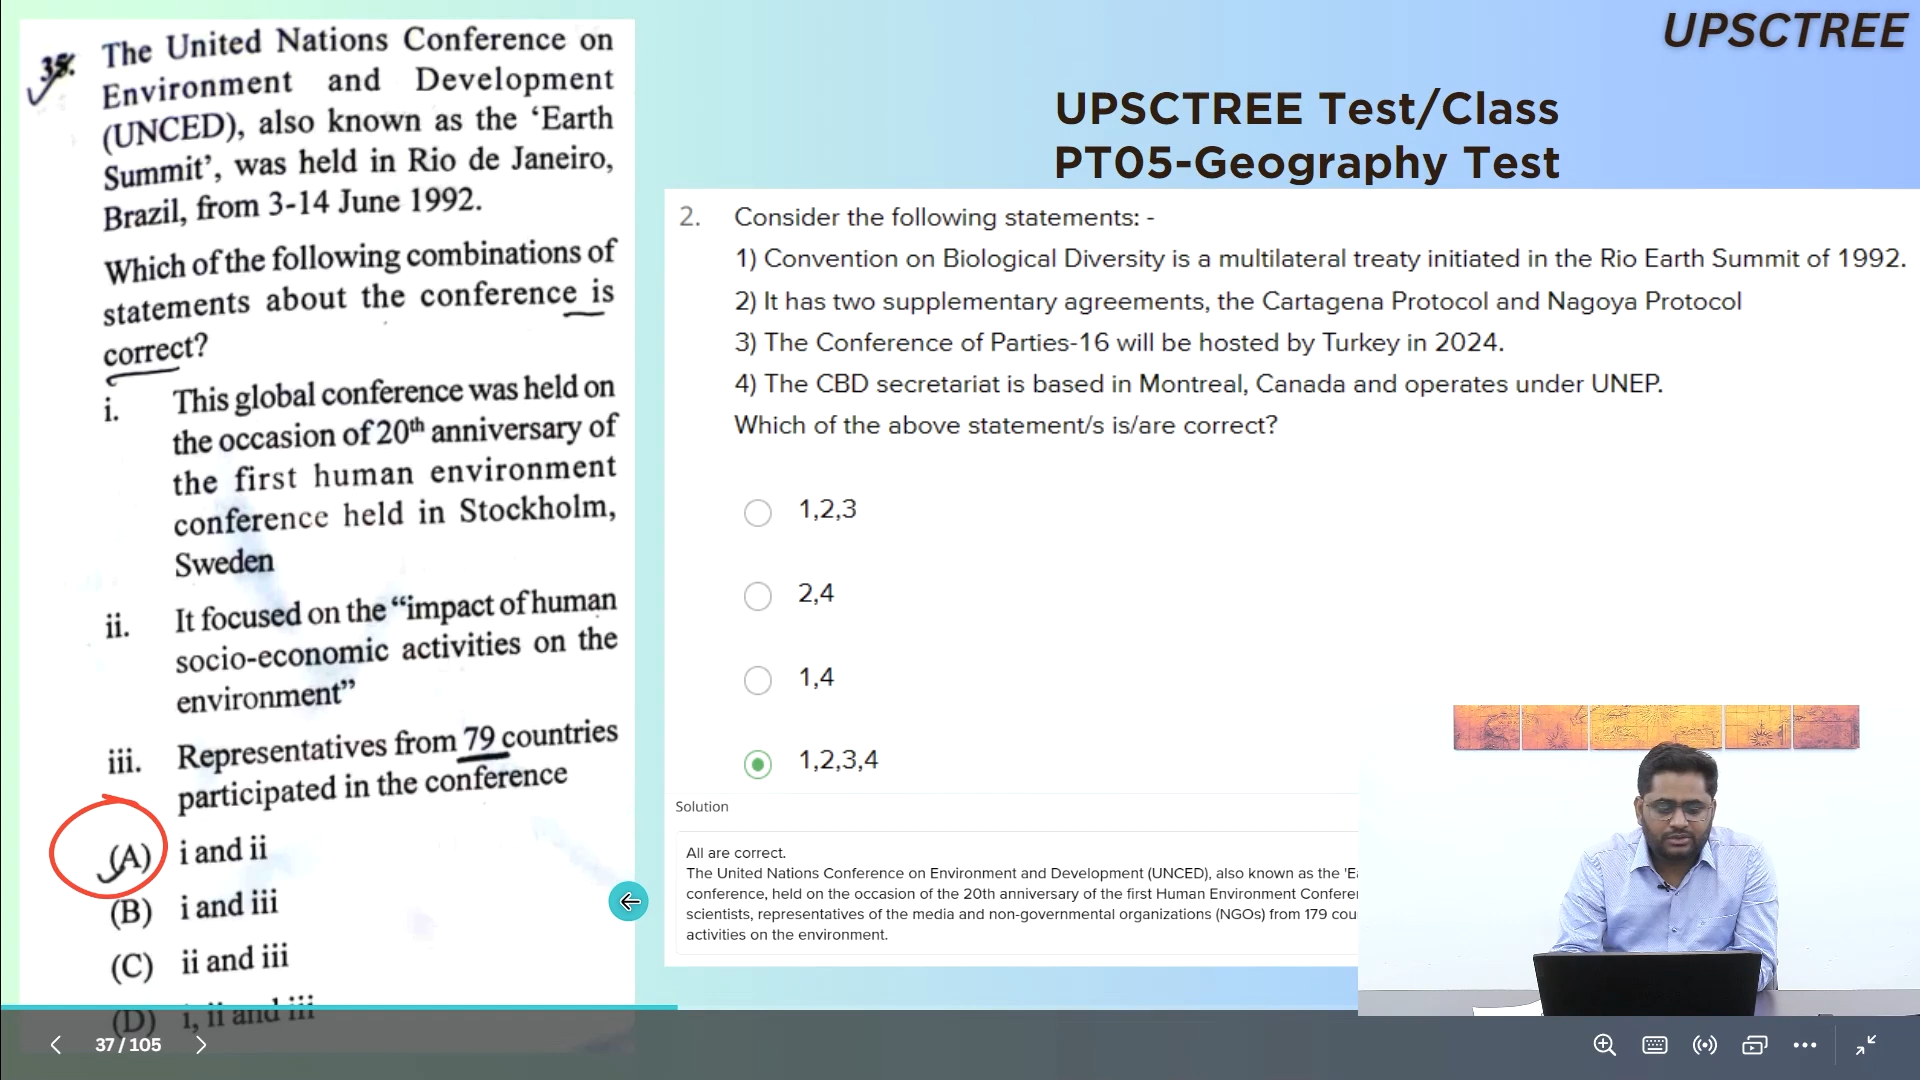 UPSCTREE
35. The United Nations Conference on
Environment and Development
(UNCED), also known as the ‘Earth
Summit’, was held in Rio de Janeiro,
Brazil, from 3-14 June 1992.
Which of the following combinations of
statements about the conference is
correct?
i. This global conference was held on
the occasion of 20th anniversary of
the first human environment
conference held in Stockholm,
Sweden
ii. It focused on the “impact of human
socio-economic activities on the
environment”
iii. Representatives from 79 countries
participated in the conference
(A) i and ii
(B) i and iii
(C) ii and iii
(D) i, ii and iii
UPSCTREE Test/Class
PT05-Geography Test
2. Consider the following statements: -
1) Convention on Biological Diversity is a multilateral treaty initiated in the Rio Earth Summit of 1992.
2) It has two supplementary agreements, the Cartagena Protocol and Nagoya Protocol
3) The Conference of Parties-16 will be hosted by Turkey in 2024.
4) The CBD secretariat is based in Montreal, Canada and operates under UNEP.
Which of the above statement/s is/are correct?
1,2,3
2,4
1,4
1,2,3,4
Solution
All are correct.
The United Nations Conference on Environment and Development (UNCED), also known as the 'E
conference, held on the occasion of the 20th anniversary of the first Human Environment Confere
scientists, representatives of the media and non-governmental organizations (NGOs) from 179 cou
activities on the environment.
37 / 105